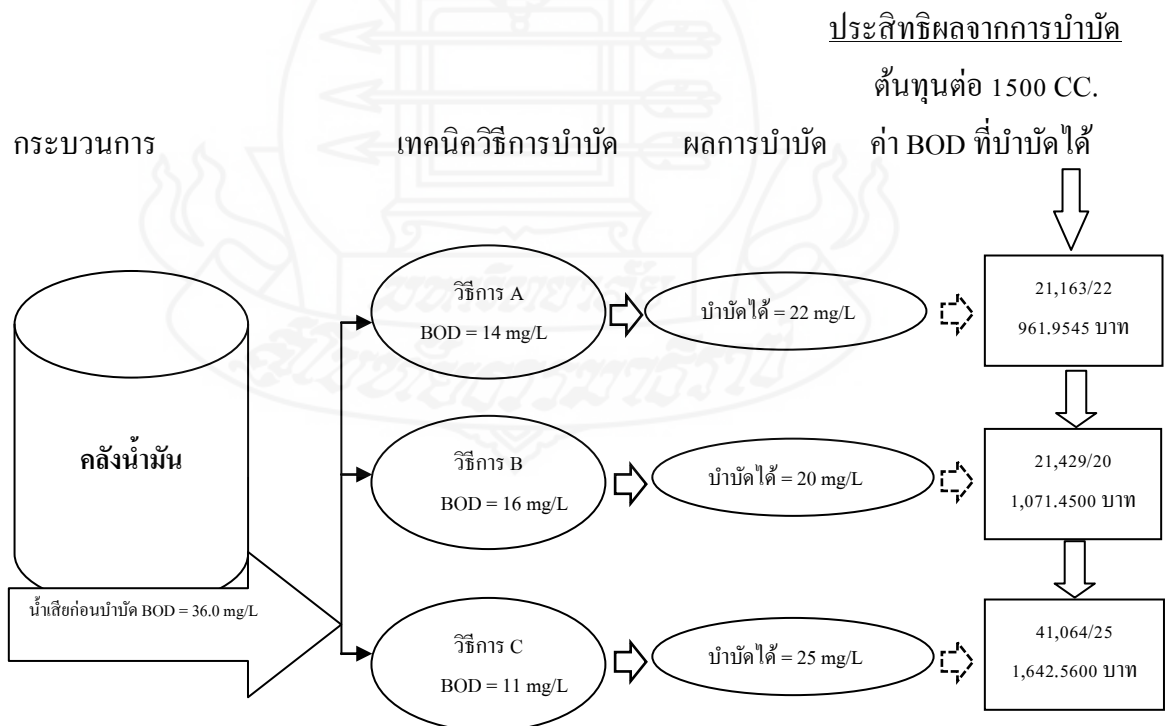 ประสิทธิผลจากการบำบัด
ต้นทุนต่อ 1500 CC.
กระบวนการ เทคนิควิธีการบำบัด ผลการบำบัด ค่า BOD ที่บำบัดได้
วิธีการ A
BOD = 14 mg/L
บำบัดได้ = 22 mg/L
21,163/22
961.9545 บาท
คลังน้ำมัน
วิธีการ B
BOD = 16 mg/L
บำบัดได้ = 20 mg/L
21,429/20
1,071.4500 บาท
น้ำเสียก่อนบำบัด BOD = 36.0 mg/L
วิธีการ C
BOD = 11 mg/L
บำบัดได้ = 25 mg/L
41,064/25
1,642.5600 บาท